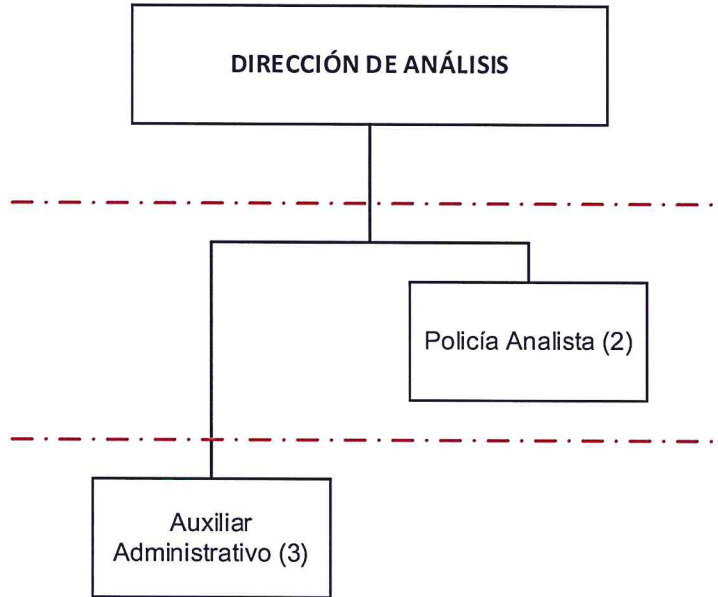 DIRECCIÓN DE ANÁLISIS
Policía Analista (2)
Auxiliar
Administrativo (3)